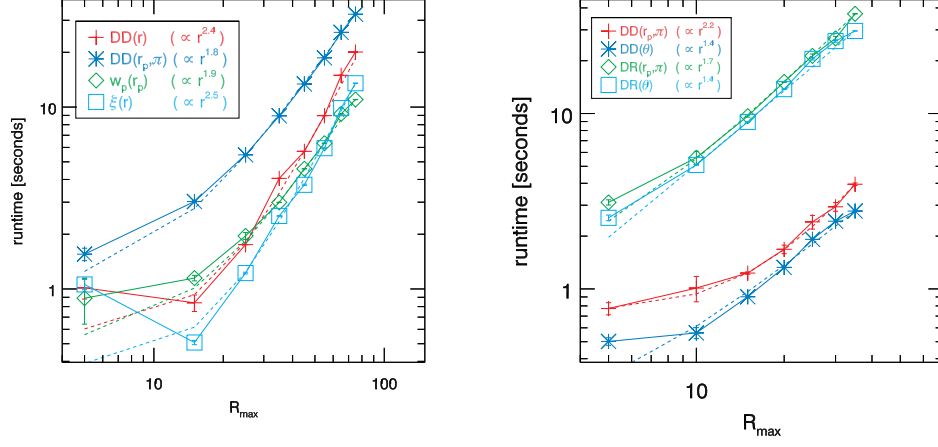 DD(r) ( ∝ r^2.4)
DD(r_p,π) ( ∝ r^1.8)
w_p(r_p) ( ∝ r^1.9)
ξ(r) ( ∝ r^2.5)
10
1
runtime [seconds]
10
100
R_max
DD(r_p,π) ( ∝ r^2.2)
DD(θ) ( ∝ r^1.4)
DR(r_p,π) ( ∝ r^1.7)
DR(θ) ( ∝ r^1.4)
10
1
runtime [seconds]
10
R_max